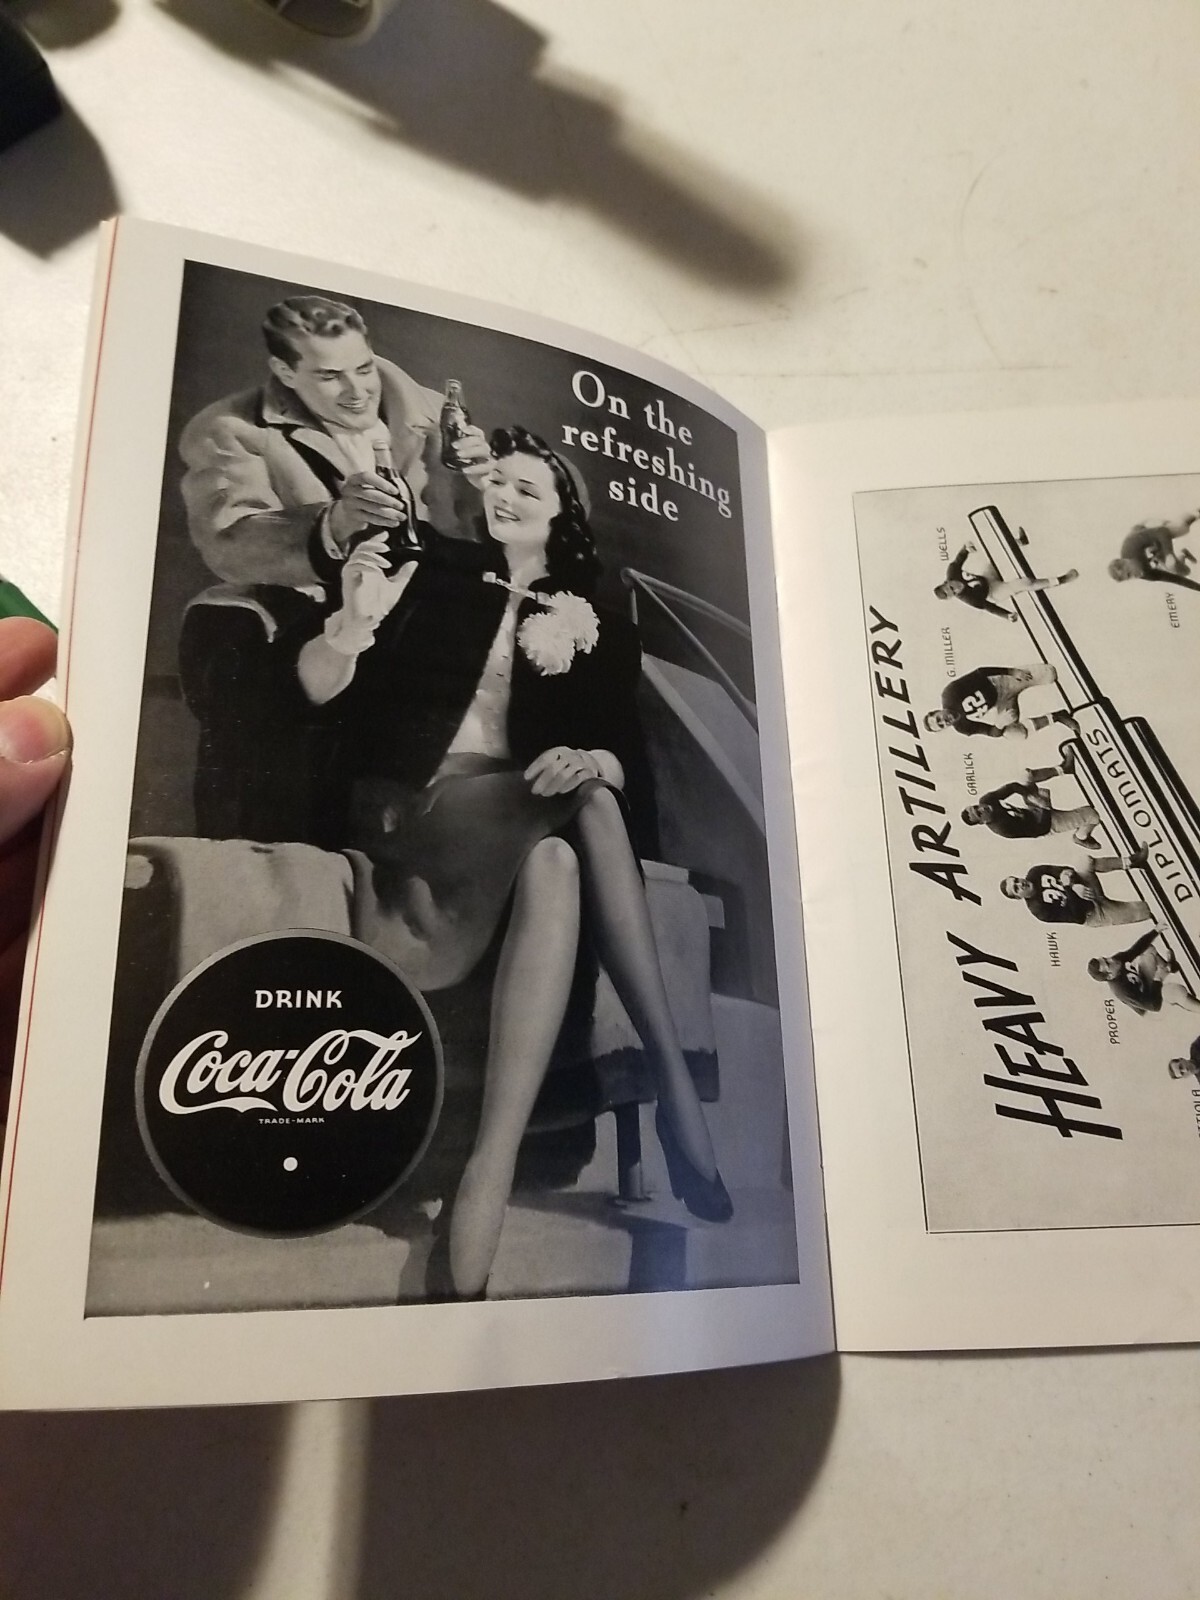 On the
refreshing
side
DRINK
Coca-Cola
TRADE-MARK
HEAVY ARTILLERY
WELLS
EMERY
G. MILLER
42
GARLICK
DIPLOMATS
32
HAWK
PROPER